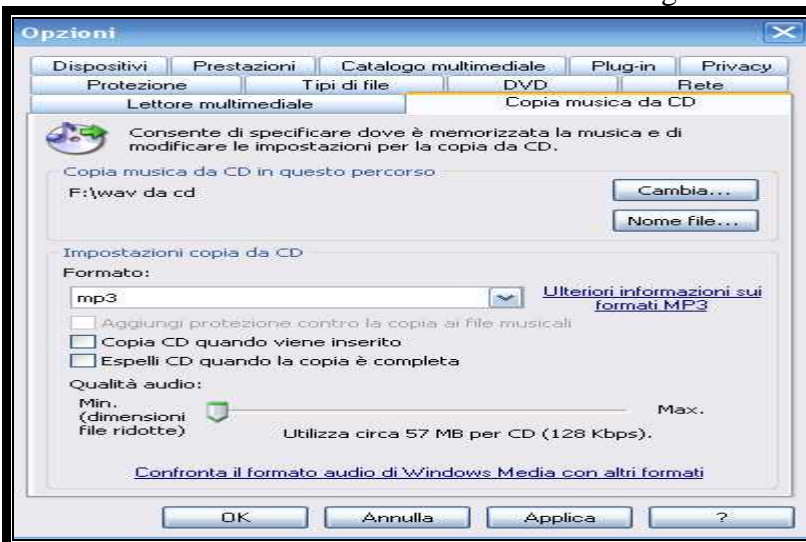 Opzioni
Dispositivi Prestazioni Catalogo multimediale Plug-in Privacy
Protezione Tipi di file DVD Rete
Lettore multimediale Copia musica da CD
Consente di specificare dove è memorizzata la musica e di
modificare le impostazioni per la copia da CD.
Copia musica da CD in questo percorso
F:\wav da cd
Cambia...
Nome file...
Impostazioni copia da CD
Formato:
mp3
Ulteriori informazioni sui
formati MP3
Aggiungi protezione contro la copia ai file musicali
Copia CD quando viene inserito
Espelli CD quando la copia è completa
Qualità audio:
Min.
(dimensioni
file ridotte)
Max.
Utilizza circa 57 MB per CD (128 Kbps).
Confronta il formato audio di Windows Media con altri formati
OK Annulla Applica ?